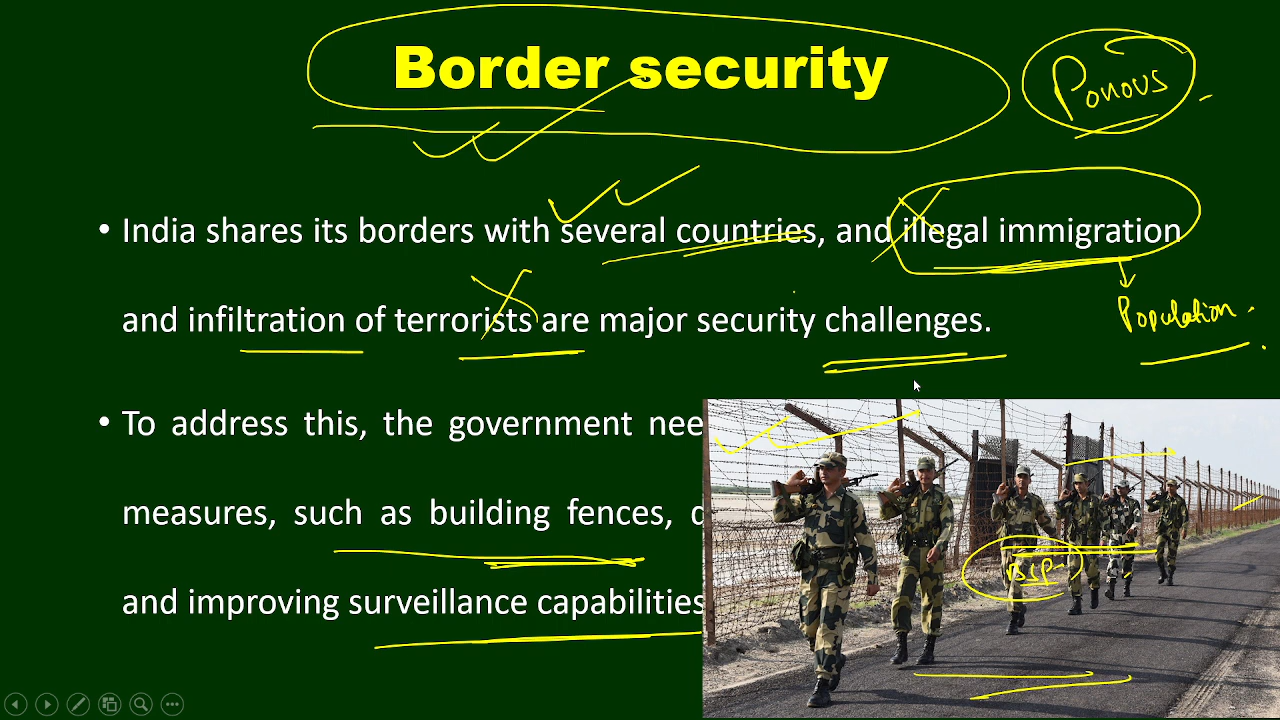 Border security
Porous
India shares its borders with several countries, and illegal immigration
Population.
and infiltration of terrorists are major security challenges.
To address this, the government nee
measures, such as building fences, d
and improving surveillance capabilities